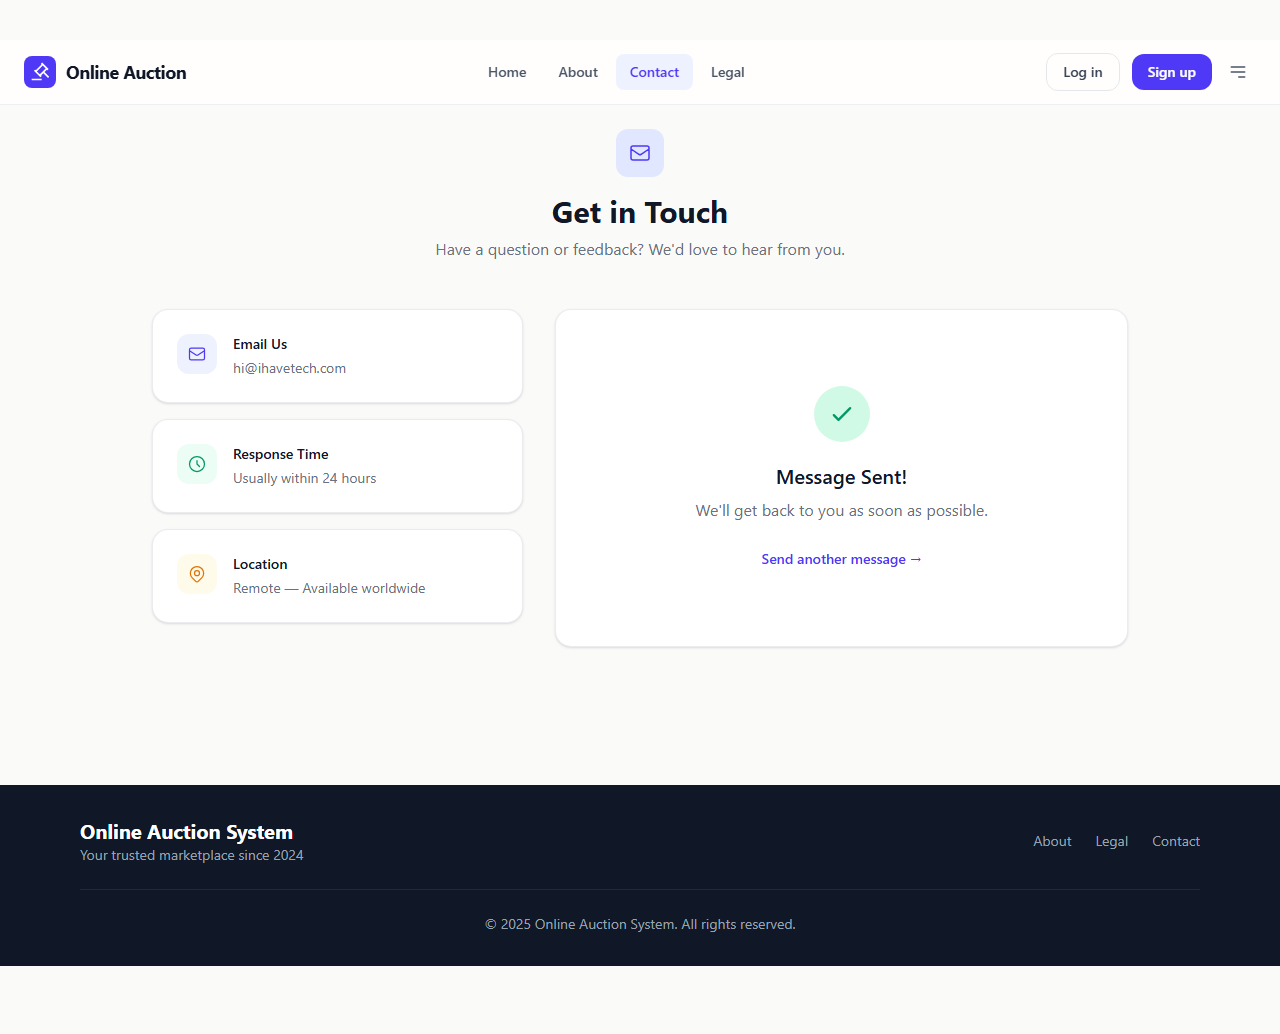 Online Auction
Home
About
Contact
Legal
Log in
Sign up
Get in Touch
Have a question or feedback? We'd love to hear from you.
Email Us
hi@ihavetech.com
Response Time
Usually within 24 hours
Location
Remote — Available worldwide
Message Sent!
We'll get back to you as soon as possible.
Send another message →
Online Auction System
Your trusted marketplace since 2024
About
Legal
Contact
© 2025 Online Auction System. All rights reserved.